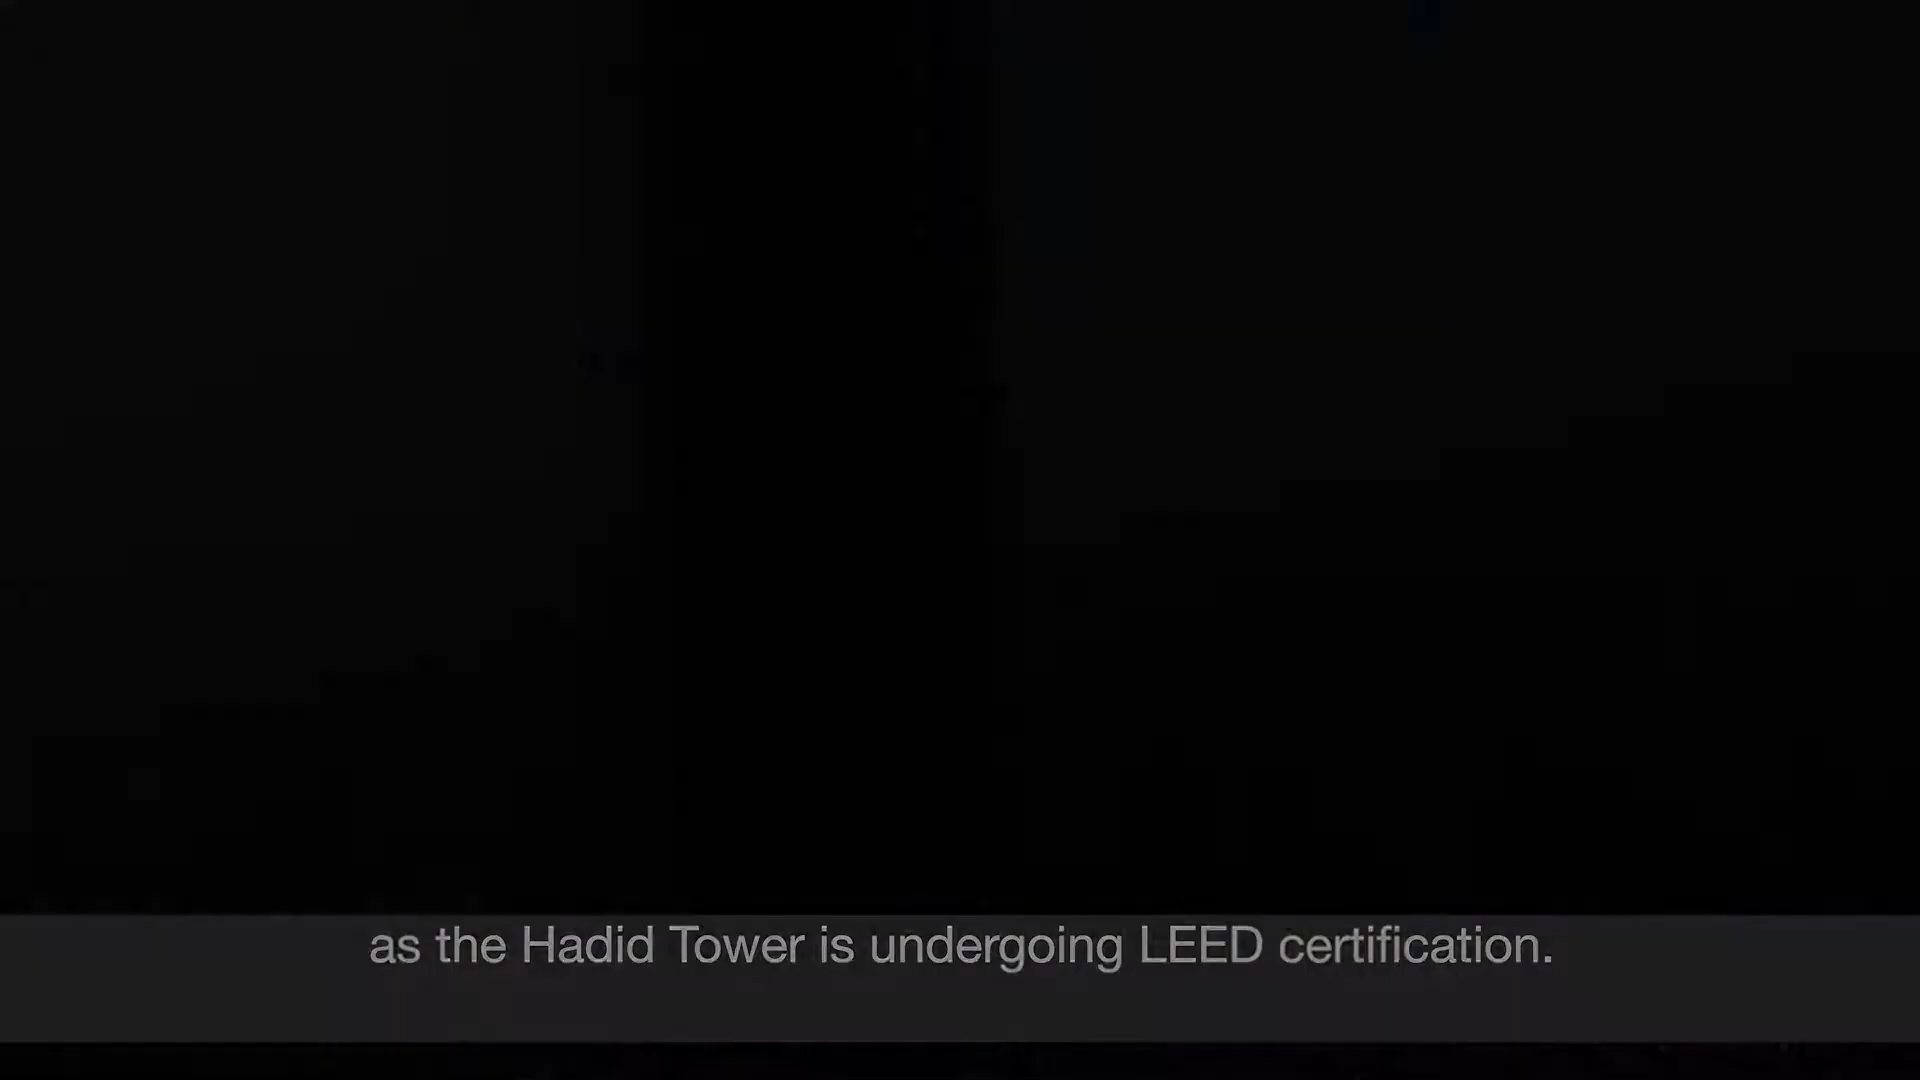 as the Hadid Tower is undergoing LEED certification.